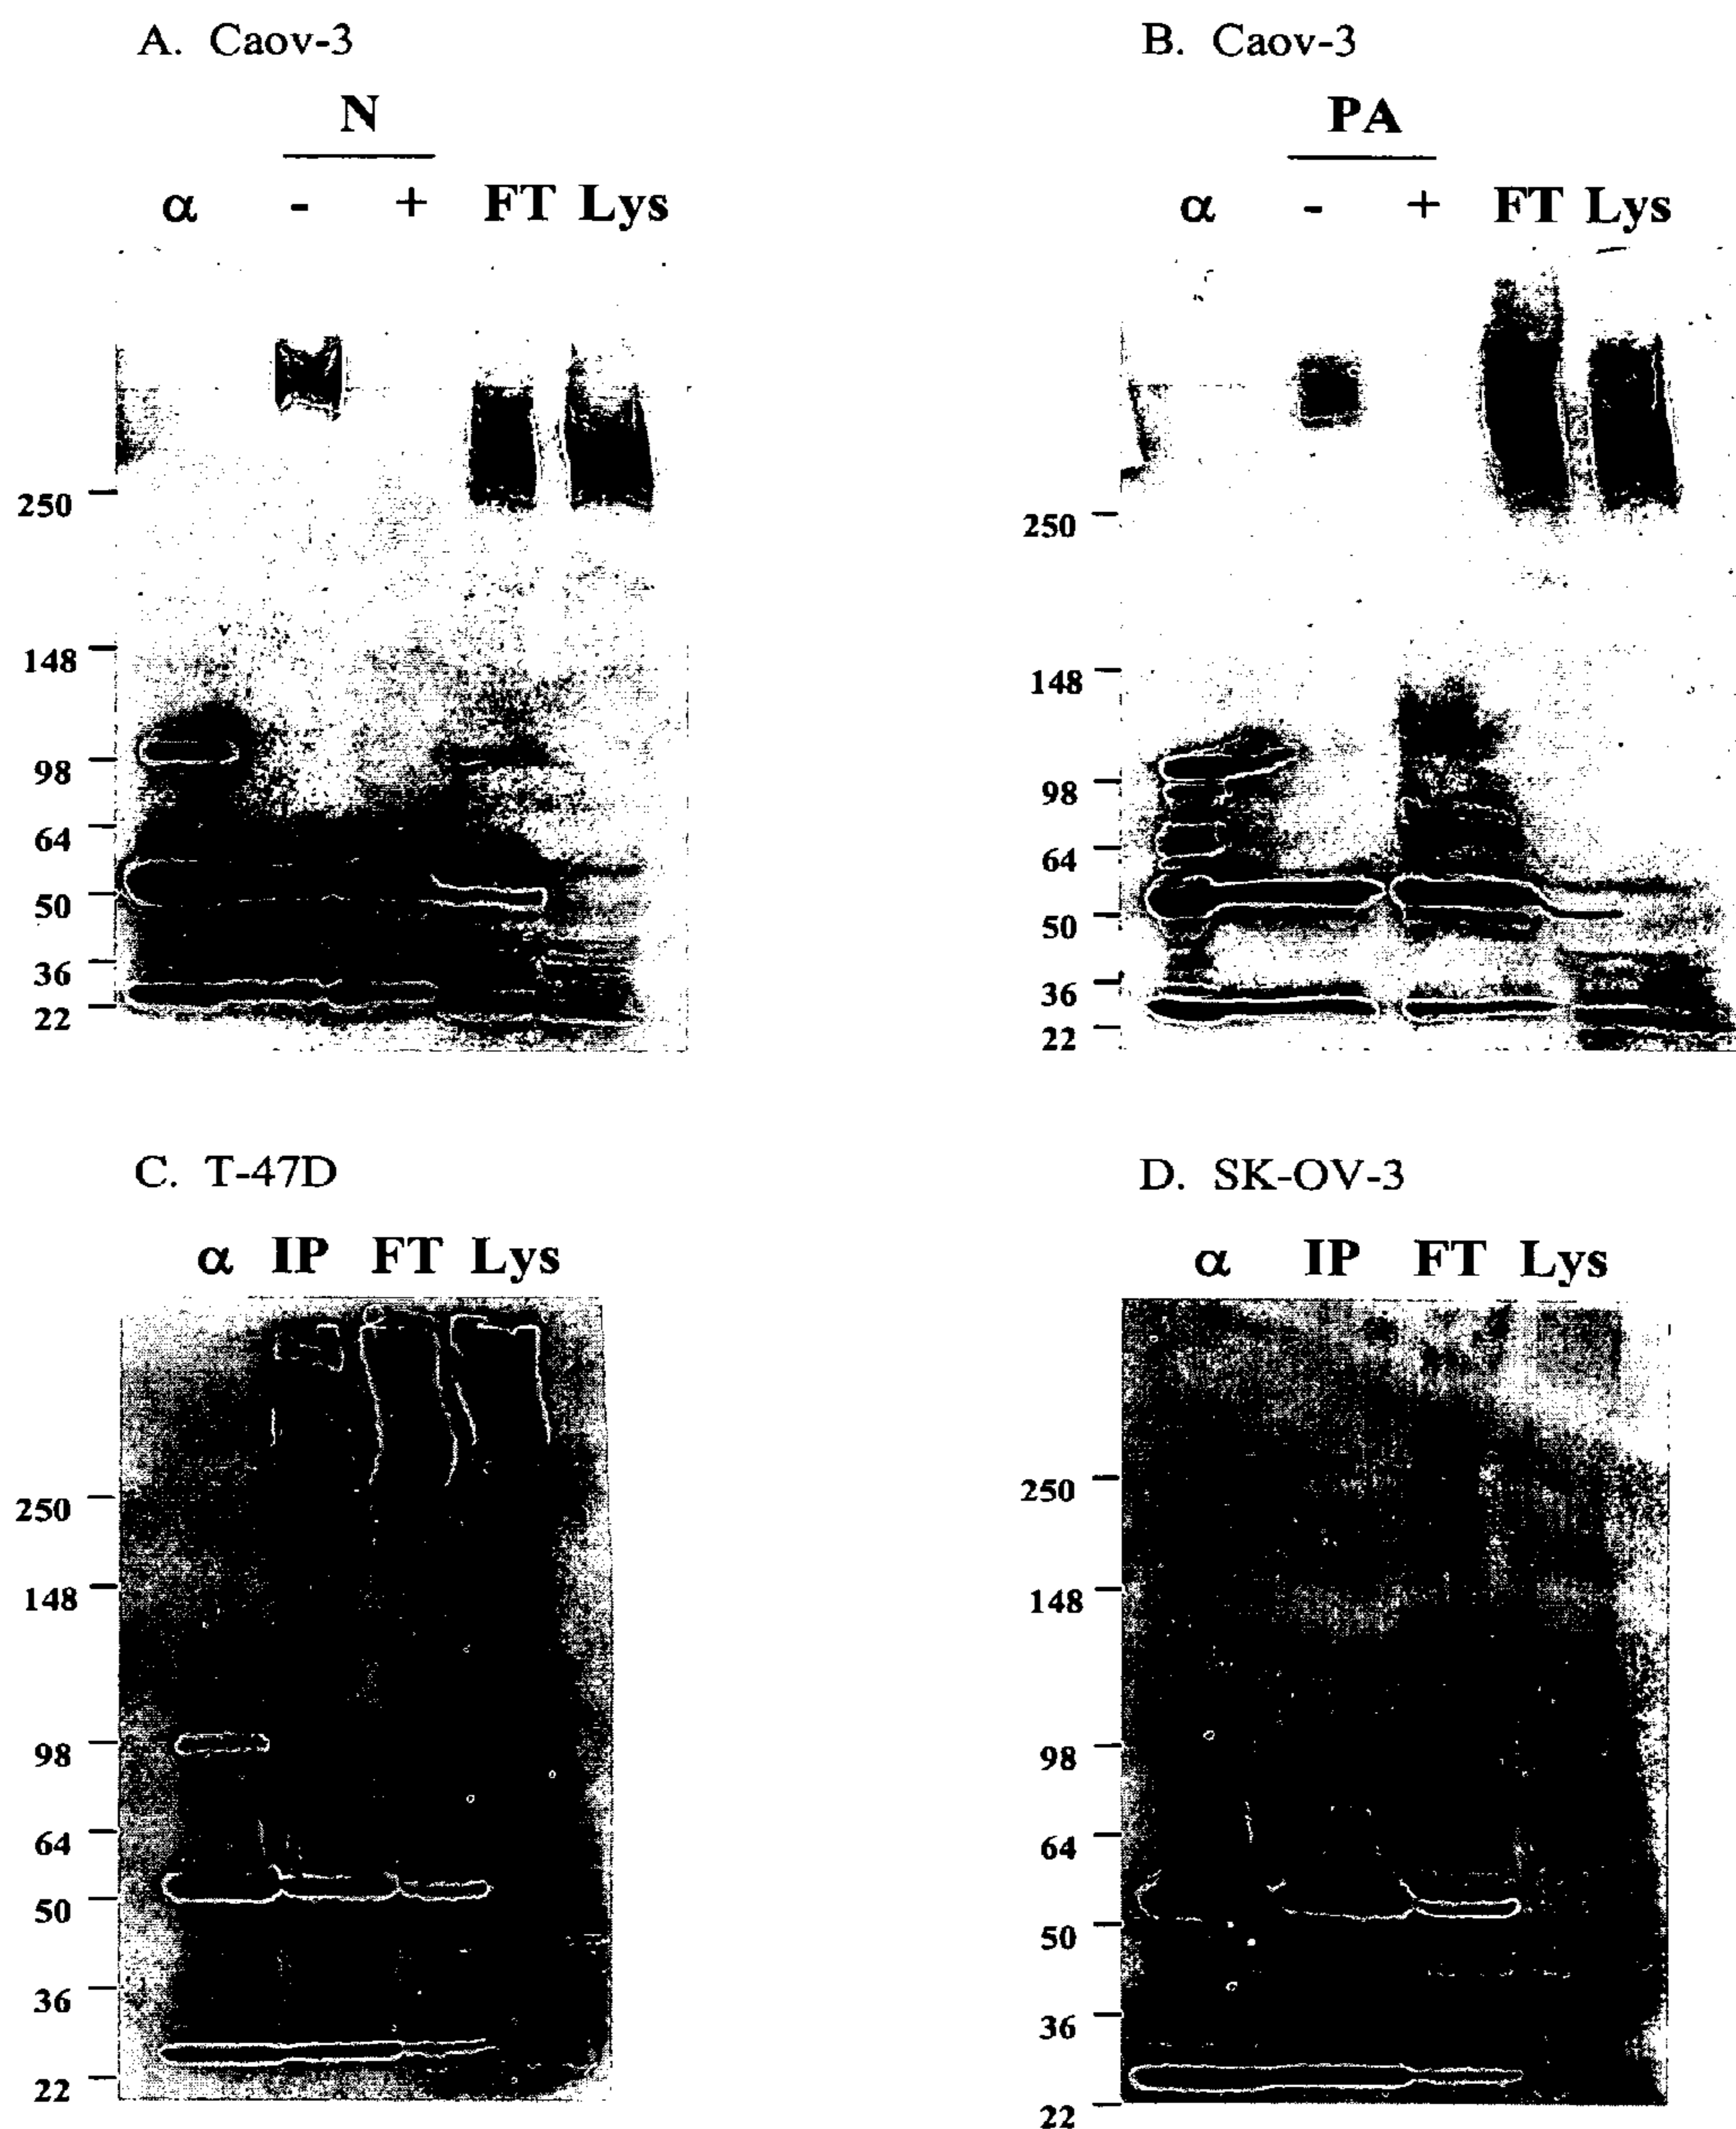 A. Caov-3
N
α - + FT Lys
250
148
98
64
50
36
22
B. Caov-3
PA
α - + FT Lys
250
148
98
64
50
36
22
C. T-47D
α IP FT Lys
250
148
98
64
50
36
22
D. SK-OV-3
α IP FT Lys
250
148
98
64
50
36
22